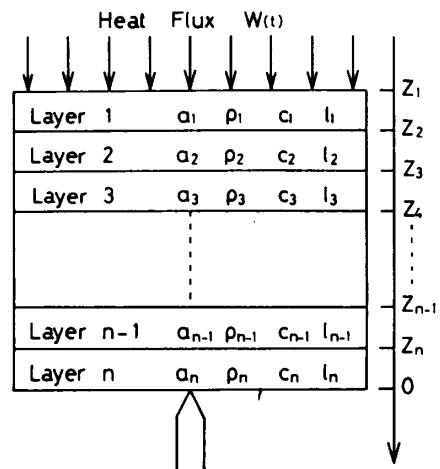 Heat Flux W(t)
Z₁
Layer 1 a₁ ρ₁ c₁ l₁
Z₂
Layer 2 a₂ ρ₂ c₂ l₂
Z₃
Layer 3 a₃ ρ₃ c₃ l₃
Z₄
Zₙ₋₁
Layer n-1 aₙ₋₁ ρₙ₋₁ cₙ₋₁ lₙ₋₁
Zₙ
Layer n aₙ ρₙ cₙ lₙ
0